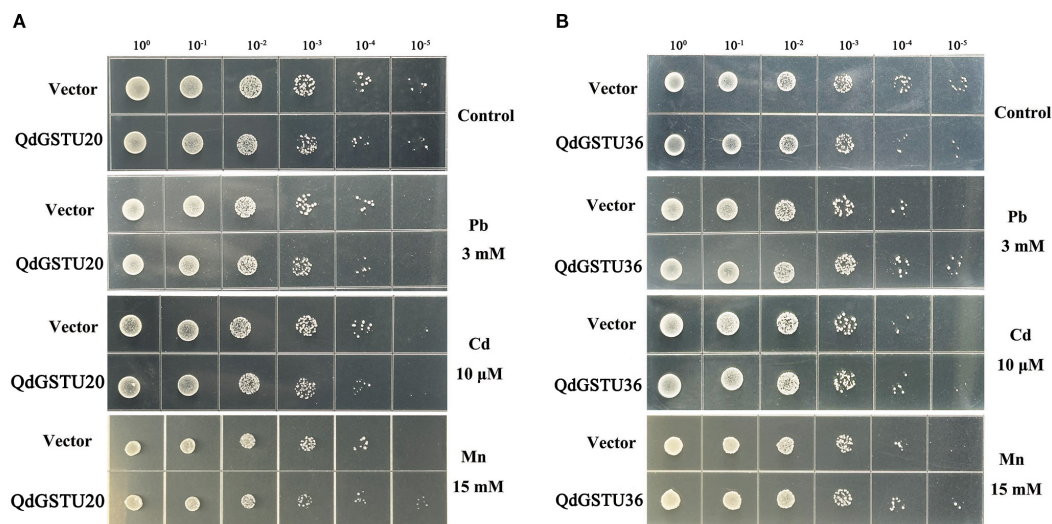 A
10⁰ 10⁻¹ 10⁻² 10⁻³ 10⁻⁴ 10⁻⁵
Vector
QdGSTU20
Control
Vector
QdGSTU20
Pb
3 mM
Vector
QdGSTU20
Cd
10 μM
Vector
QdGSTU20
Mn
15 mM
B
10⁰ 10⁻¹ 10⁻² 10⁻³ 10⁻⁴ 10⁻⁵
Vector
QdGSTU36
Control
Vector
QdGSTU36
Pb
3 mM
Vector
QdGSTU36
Cd
10 μM
Vector
QdGSTU36
Mn
15 mM